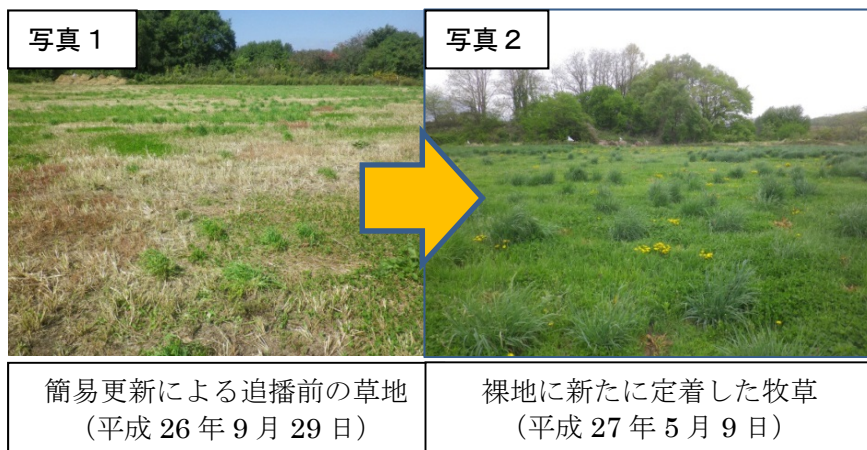 写真1
写真2
簡易更新による追播前の草地
（平成 26 年 9 月 29 日）
裸地に新たに定着した牧草
（平成 27 年 5 月 9 日）